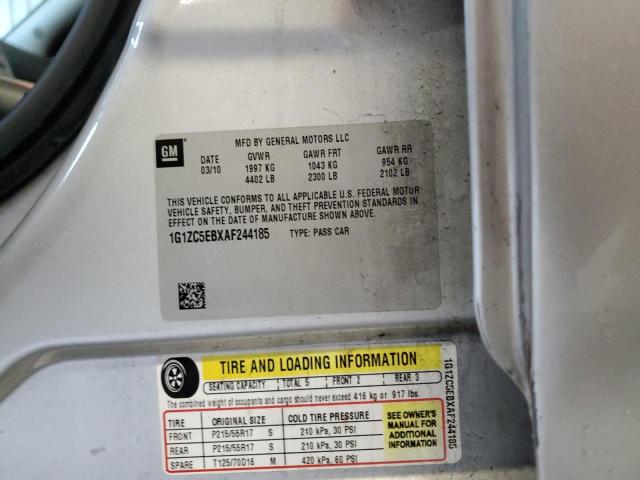 GM
MFD BY GENERAL MOTORS LLC
DATE GVWR GAWR FRT GAWR RR
03/10 1997 KG 1043 KG 954 KG
4402 LB 2300 LB 2102 LB
THIS VEHICLE CONFORMS TO ALL APPLICABLE U.S. FEDERAL MOTOR
VEHICLE SAFETY, BUMPER, AND THEFT PREVENTION STANDARDS IN
EFFECT ON THE DATE OF MANUFACTURE SHOWN ABOVE.
1G1ZC5EBXAF244185 TYPE: PASS CAR
TIRE AND LOADING INFORMATION
SEATING CAPACITY TOTAL 5 FRONT 2 REAR 3
The combined weight of occupants and cargo should never exceed 416 kg or 917 lbs.
TIRE ORIGINAL SIZE COLD TIRE PRESSURE
FRONT P215/55R17 S 210 kPa, 30 PSI
REAR P215/55R17 S 210 kPa, 30 PSI
SPARE T125/70D16 M 420 kPa, 60 PSI
SEE OWNER'S
MANUAL FOR
ADDITIONAL
INFORMATION
1G1ZC5EBXAF244185